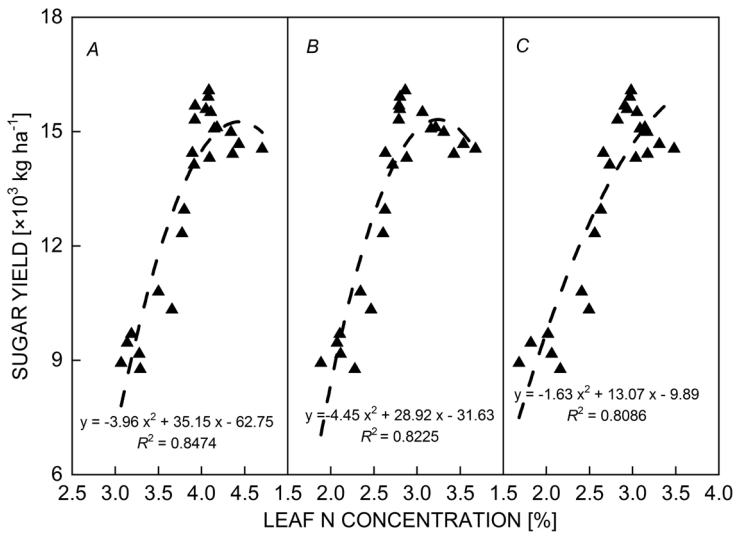 18
15
12
9
6
SUGAR YIELD [×10³ kg ha⁻¹]
A
B
C
y = -3.96 x² + 35.15 x - 62.75
R² = 0.8474
y =-4.45 x² + 28.92 x - 31.63
R² = 0.8225
y = -1.63 x² + 13.07 x - 9.89
R² = 0.8086
2.5 3.0 3.5 4.0 4.5 1.5 2.0 2.5 3.0 3.5 1.5 2.0 2.5 3.0 3.5 4.0
LEAF N CONCENTRATION [%]